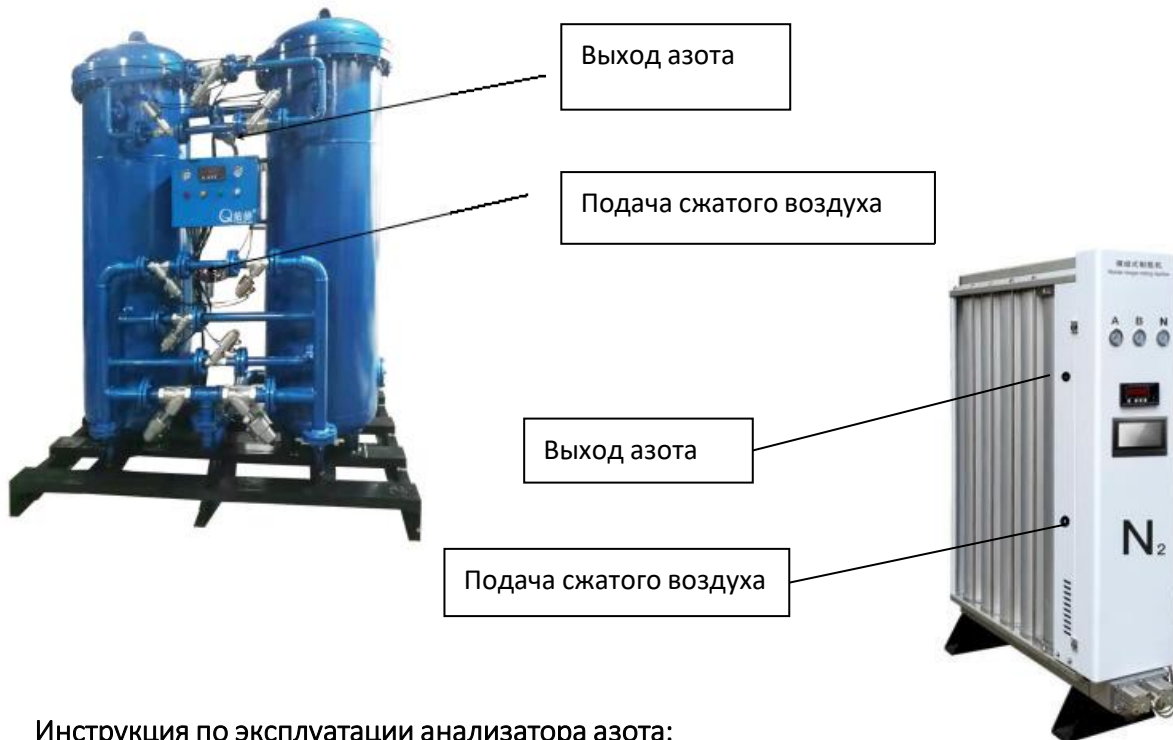 Выход азота
Подача сжатого воздуха
A B N
Выход азота
N2
Подача сжатого воздуха
Инструкция по эксплуатации анализатора азота: